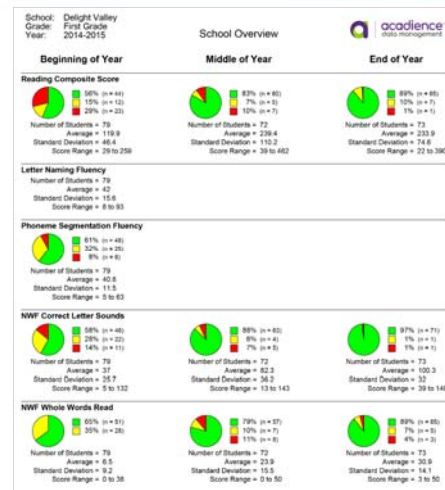 School: Delight Valley
Grade: First Grade
Year: 2014-2015
School Overview
acadience
data management
Beginning of Year
Middle of Year
End of Year
Reading Composite Score
56% (n = 44)
15% (n = 12)
29% (n = 23)
Number of Students = 79
Average = 119.9
Standard Deviation = 46.4
Score Range = 29 to 259
83% (n = 60)
7% (n = 5)
10% (n = 7)
Number of Students = 72
Average = 239.4
Standard Deviation = 110.2
Score Range = 39 to 462
89% (n = 65)
10% (n = 7)
1% (n = 1)
Number of Students = 73
Average = 233.9
Standard Deviation = 74.6
Score Range = 22 to 390
Letter Naming Fluency
Number of Students = 79
Average = 42
Standard Deviation = 15.6
Score Range = 8 to 93
Phoneme Segmentation Fluency
61% (n = 48)
32% (n = 25)
8% (n = 6)
Number of Students = 79
Average = 40.8
Standard Deviation = 11.5
Score Range = 5 to 63
NWF Correct Letter Sounds
58% (n = 46)
28% (n = 22)
14% (n = 11)
Number of Students = 79
Average = 37
Standard Deviation = 25.7
Score Range = 5 to 132
88% (n = 63)
6% (n = 4)
7% (n = 5)
Number of Students = 72
Average = 82.3
Standard Deviation = 36.2
Score Range = 13 to 143
97% (n = 71)
1% (n = 1)
1% (n = 1)
Number of Students = 73
Average = 100.3
Standard Deviation = 32
Score Range = 39 to
NWF Whole Words Read
65% (n = 51)
35% (n = 28)
Number of Students = 79
Average = 6.5
Standard Deviation = 9.2
Score Range = 0 to 38
79% (n = 57)
10% (n = 7)
11% (n = 8)
Number of Students = 72
Average = 23.9
Standard Deviation = 15.5
Score Range = 0 to 50
89% (n = 65)
7% (n = 5)
4% (n = 3)
Number of Students = 73
Average = 30.9
Standard Deviation = 14.1
Score Range = 3 to 50